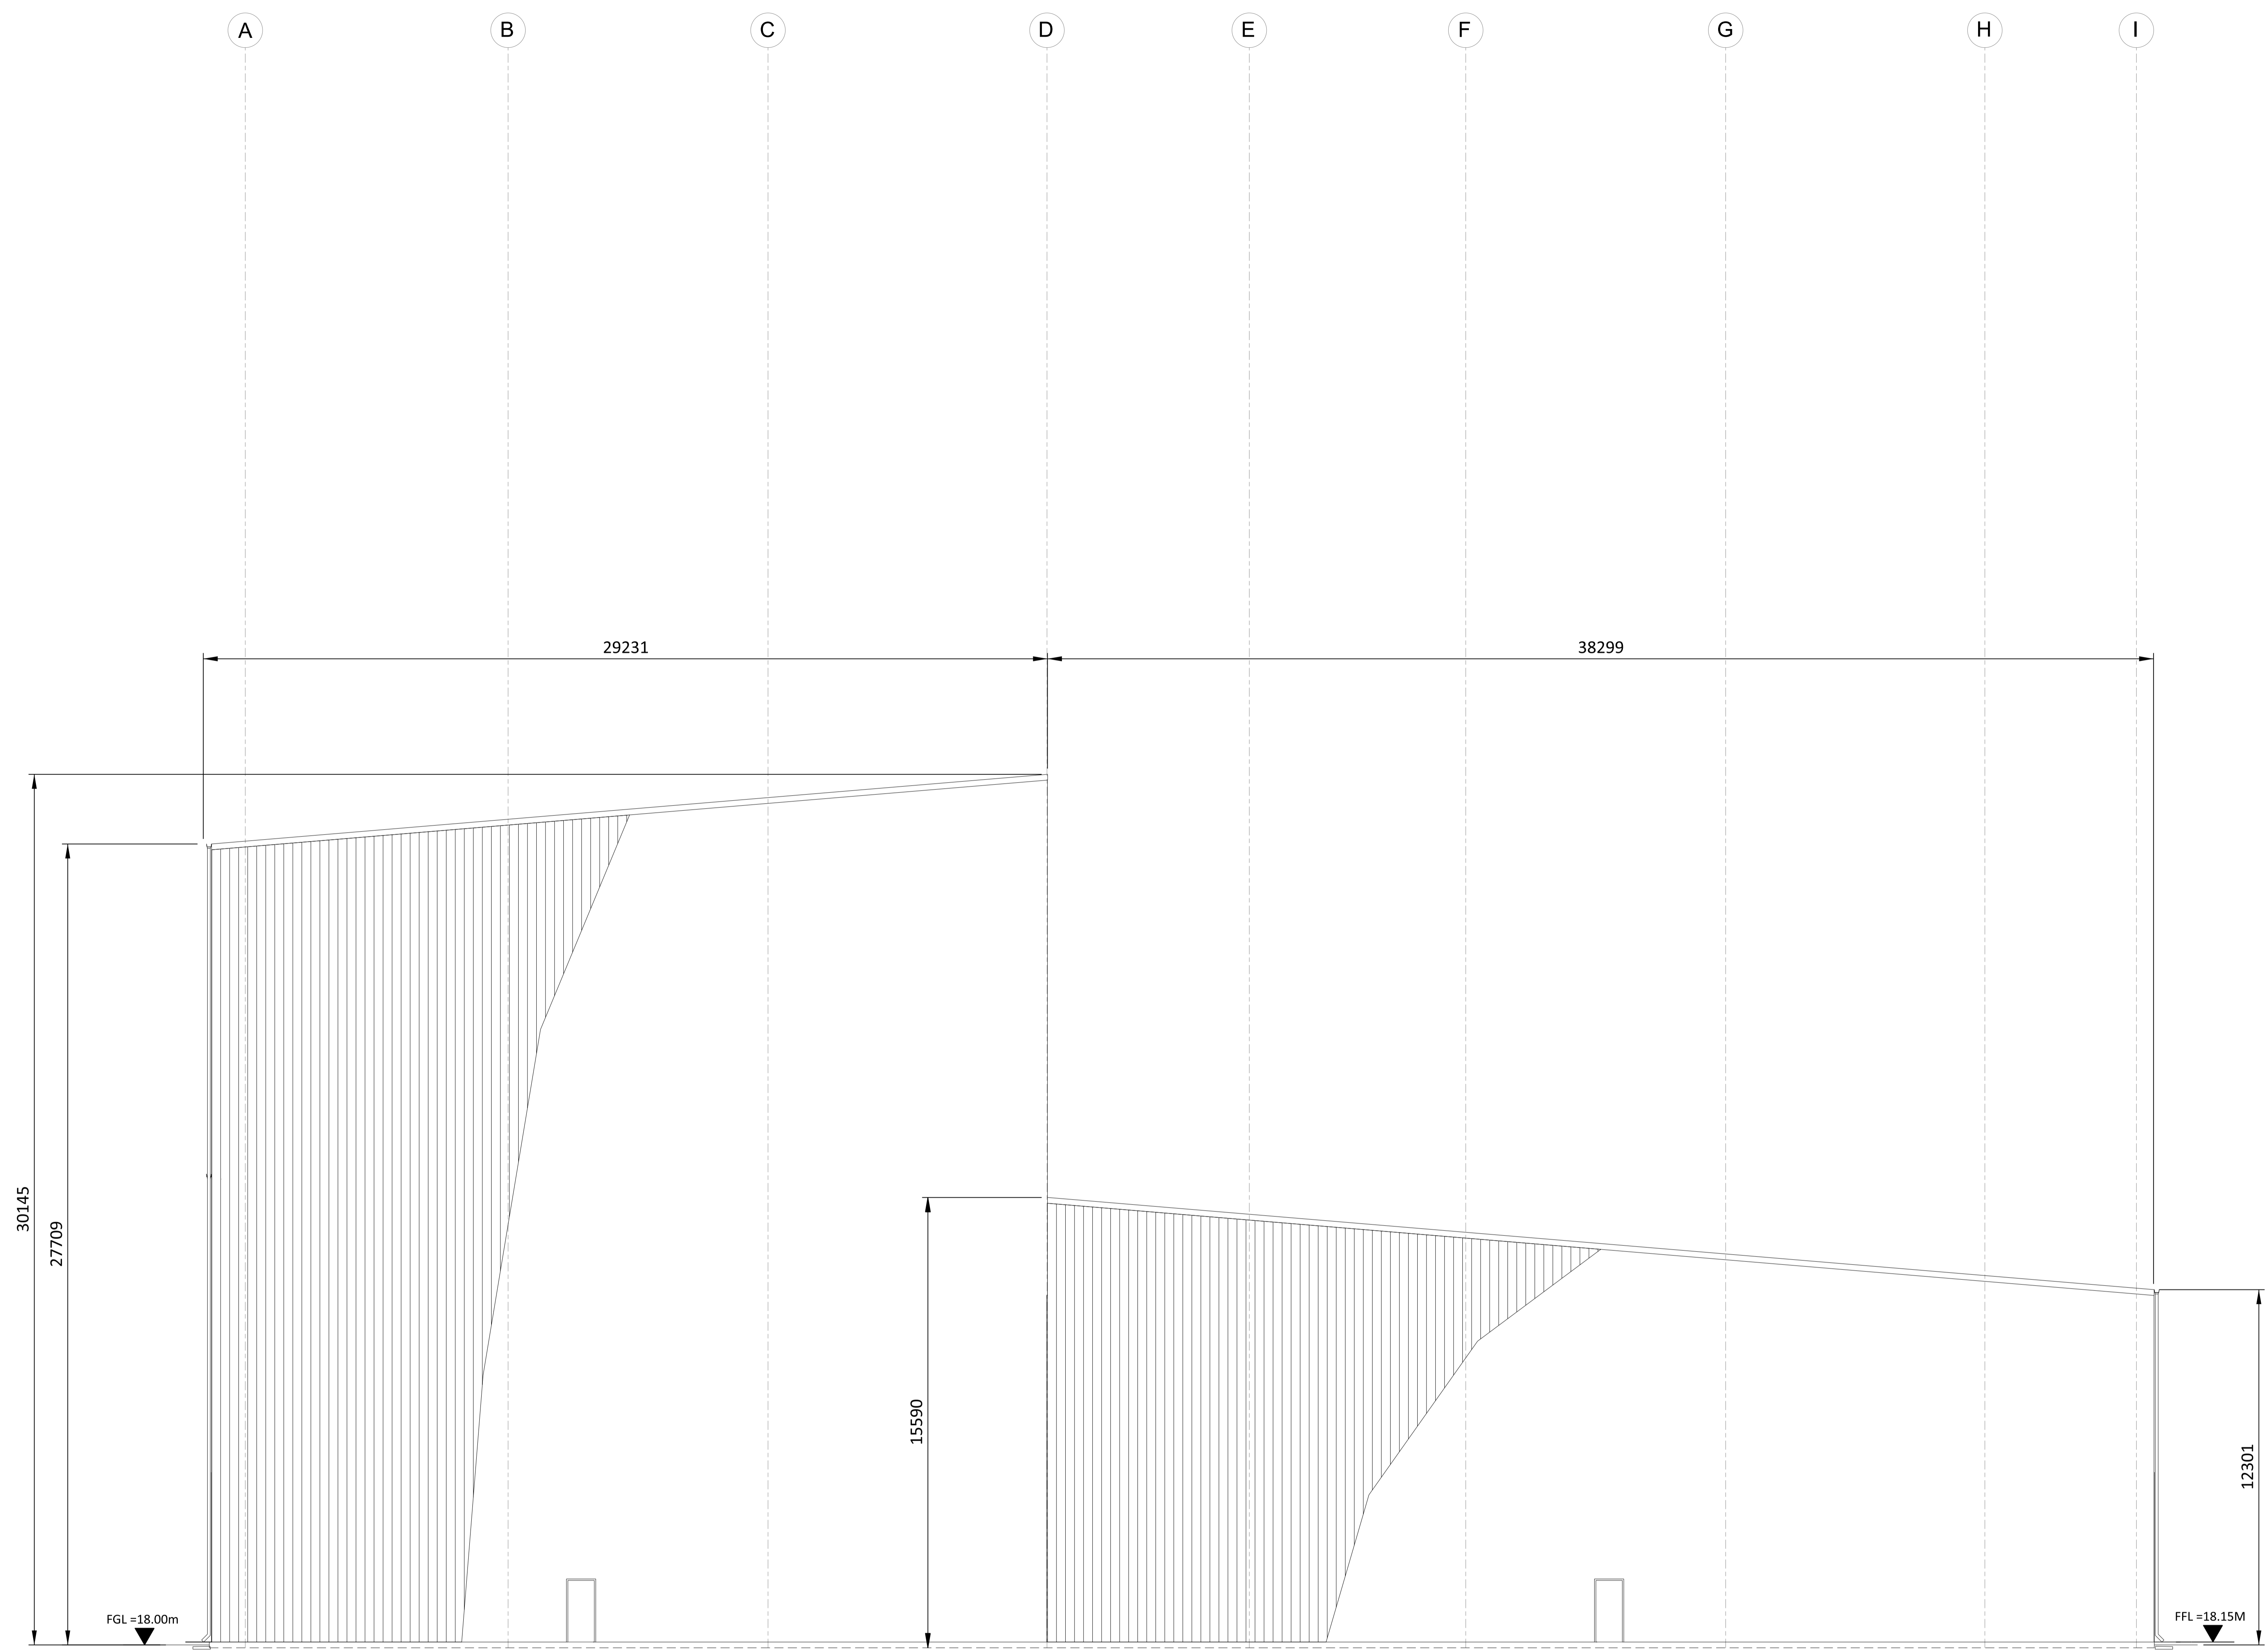 A B C D E F G H I
29231 38299
30145
27709
15590
12301
FGL =18.00m
FFL =18.15M